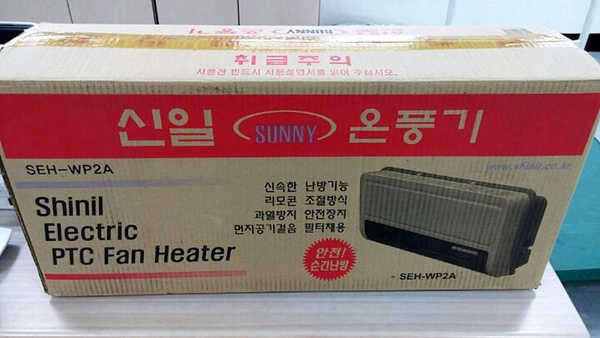 SUNNY
취급주의
사용전 반드시 사용설명서를 읽어 주십시오.
신일 SUNNY 온풍기
SEH-WP2A
www.shinil.co.kr
Shinil
Electric
PTC Fan Heater
신속한 난방기능
리모콘 조절방식
과열방지 안전장치
먼지공기걸음 필터채용
안전!
순간난방
- SEH-WP2A